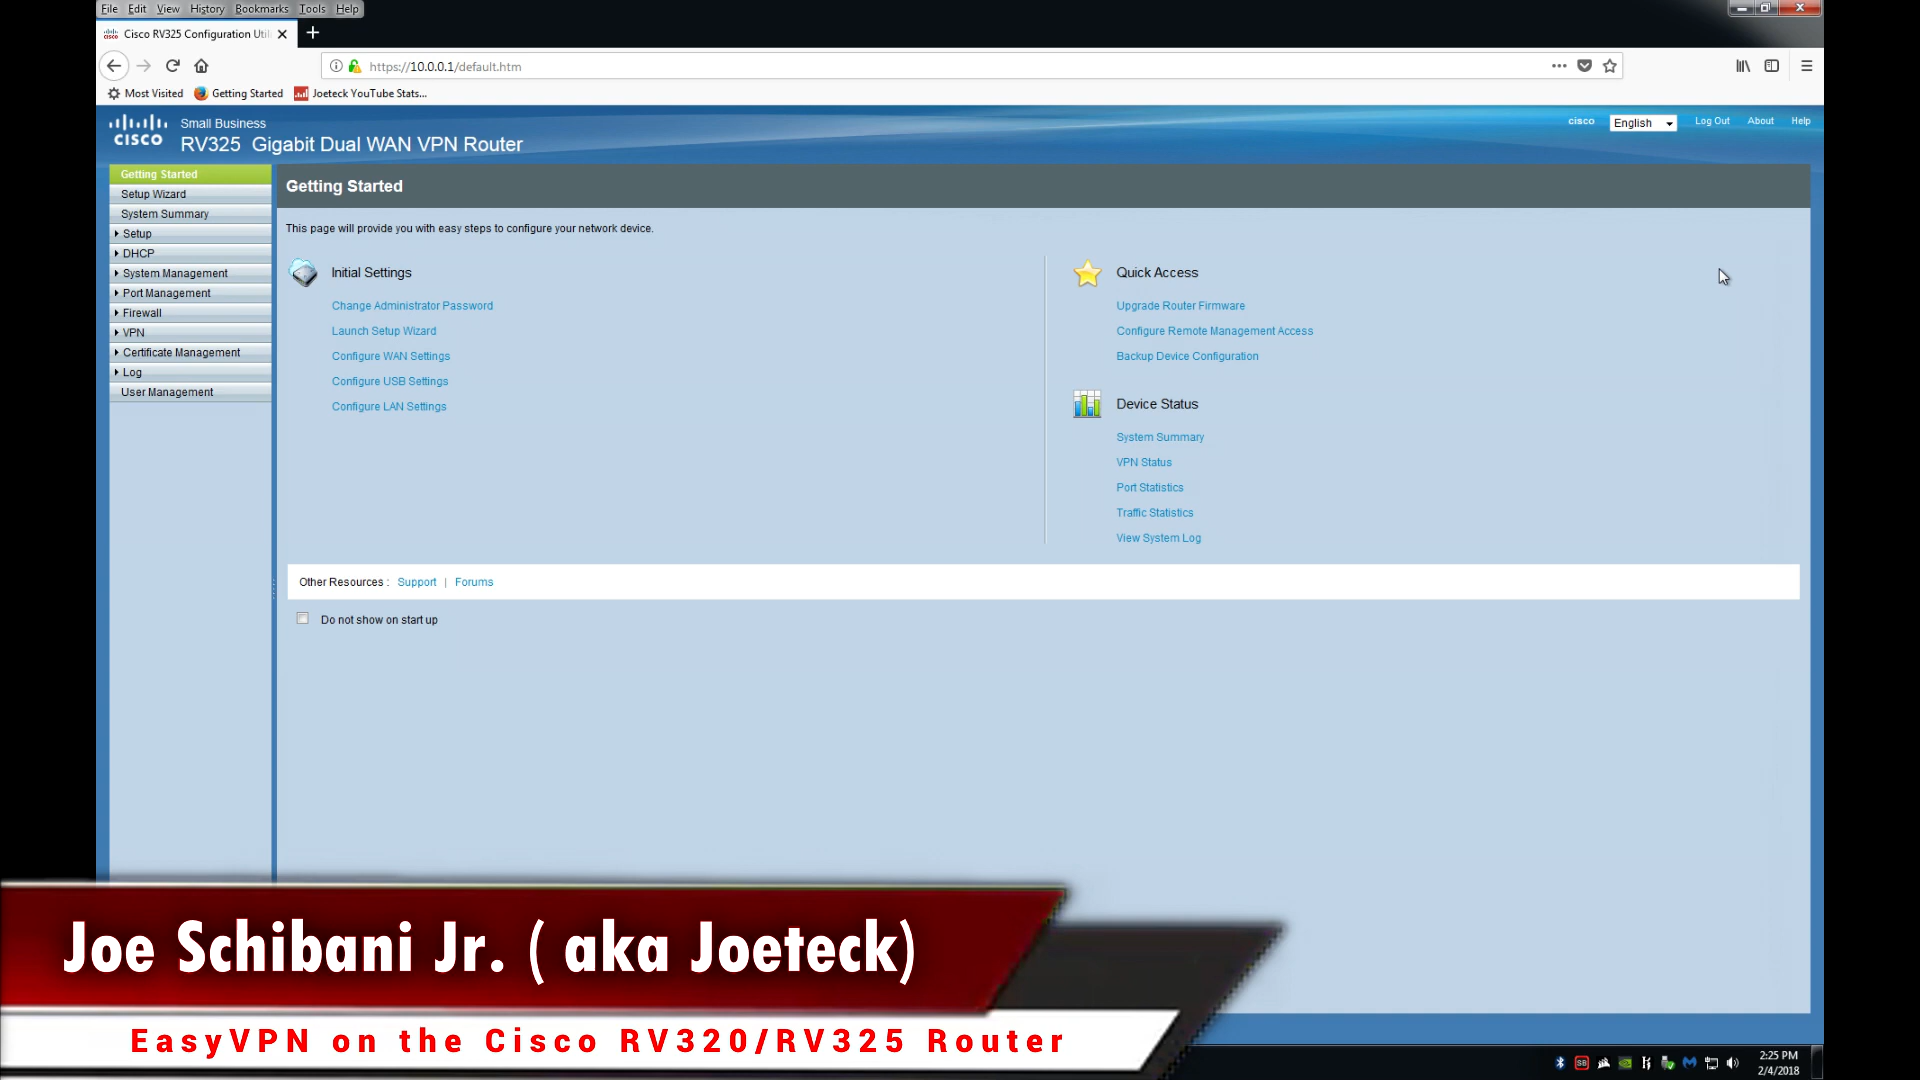 File Edit View History Bookmarks Tools Help
Cisco RV325 Configuration Util
https://10.0.0.1/default.htm
Most Visited Getting Started Joeteck YouTube Stats...
CISCO
Small Business
RV325 Gigabit Dual WAN VPN Router
cisco English Log Out About Help
Getting Started
Setup Wizard
System Summary
Setup
DHCP
System Management
Port Management
Firewall
VPN
Certificate Management
Log
User Management
Getting Started
This page will provide you with easy steps to configure your network device.
Initial Settings
Change Administrator Password
Launch Setup Wizard
Configure WAN Settings
Configure USB Settings
Configure LAN Settings
Quick Access
Upgrade Router Firmware
Configure Remote Management Access
Backup Device Configuration
Device Status
System Summary
VPN Status
Port Statistics
Traffic Statistics
View System Log
Other Resources : Support | Forums
Do not show on start up
Joe Schibani Jr. ( aka Joeteck)
EasyVPN on the Cisco RV320/RV325 Router
2:25 PM
2/4/2018